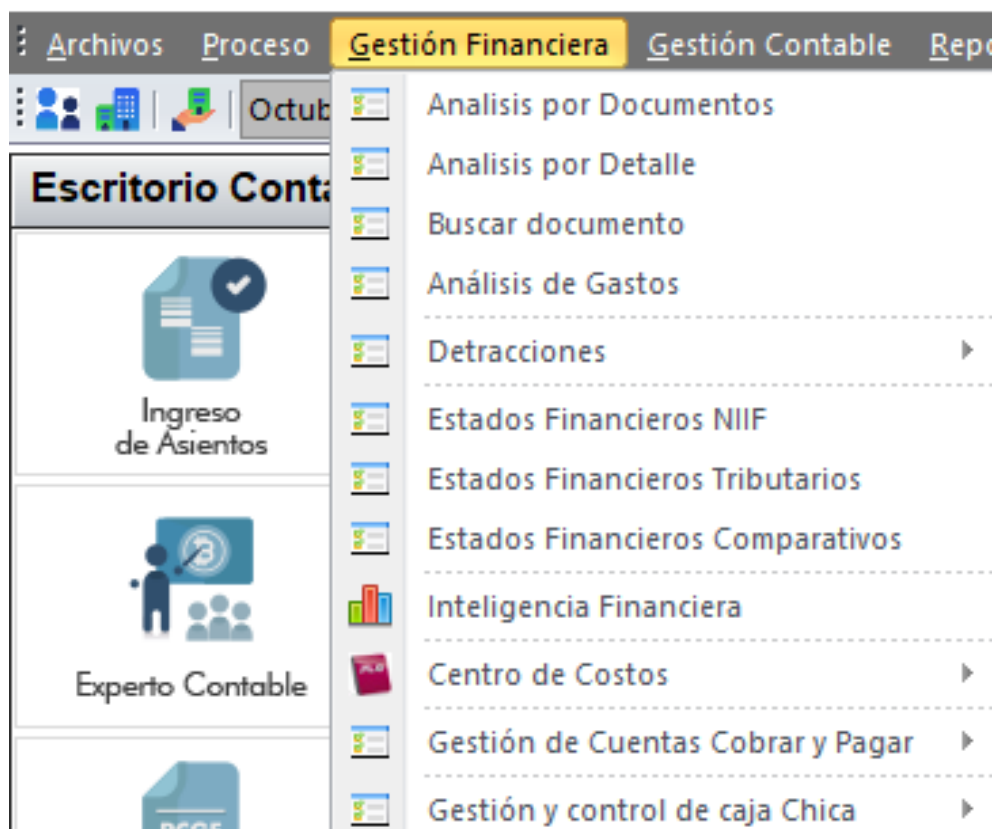 Archivos Proceso Gestión Financiera Gestión Contable
Octub
Escritorio Conta
Ingreso
de Asientos
Experto Contable
Analisis por Documentos
Analisis por Detalle
Buscar documento
Análisis de Gastos
Detracciones
Estados Financieros NIIF
Estados Financieros Tributarios
Estados Financieros Comparativos
Inteligencia Financiera
Centro de Costos
Gestión de Cuentas Cobrar y Pagar
Gestión y control de caja Chica